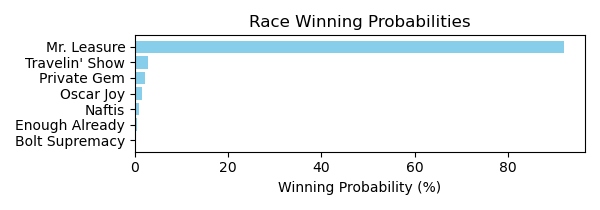 Race Winning Probabilities
Mr. Leasure
Travelin' Show
Private Gem
Oscar Joy
Naftis
Enough Already
Bolt Supremacy
0 20 40 60 80
Winning Probability (%)